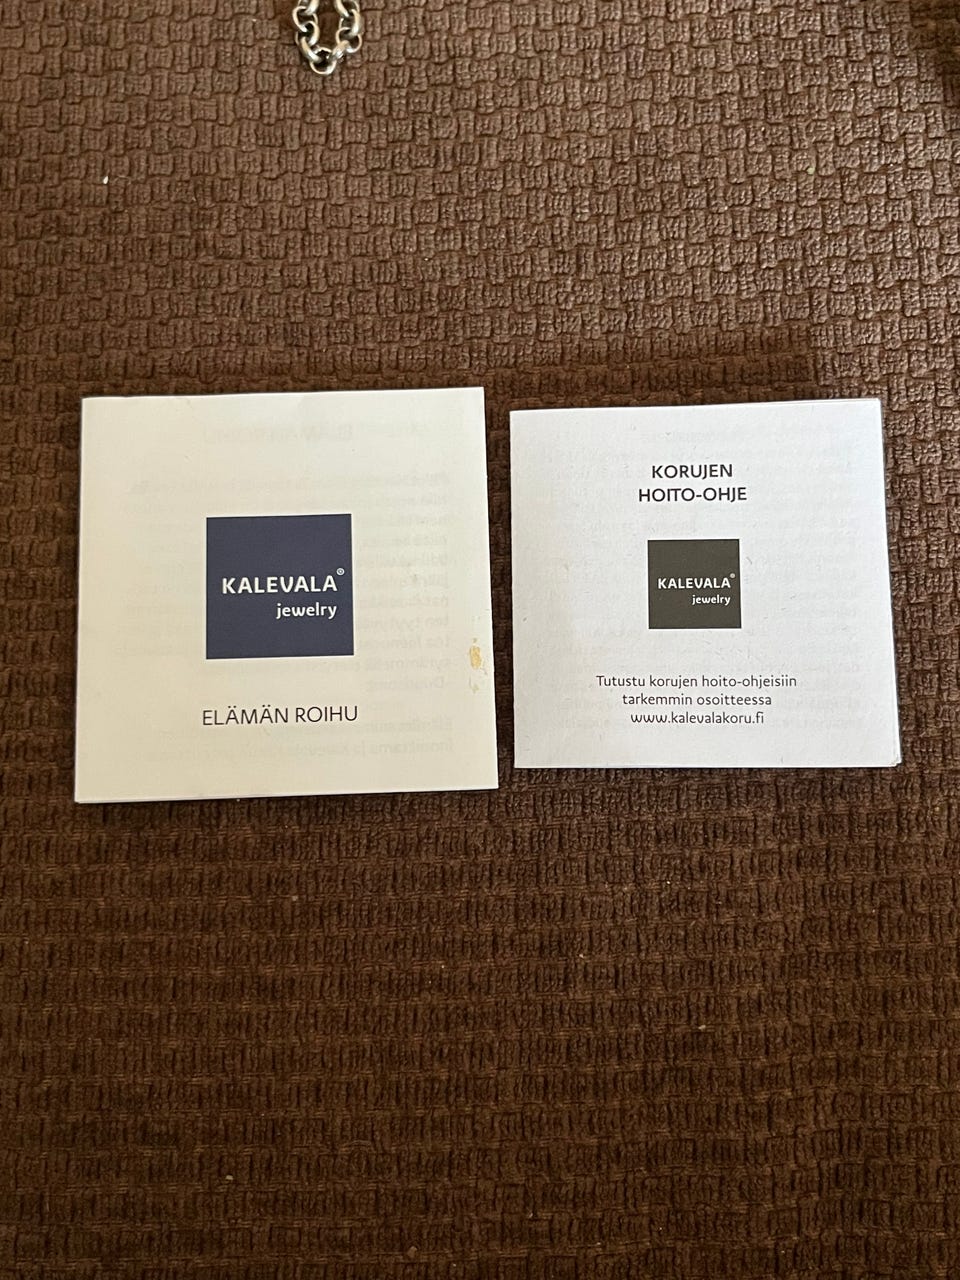 KALEVALA®
jewelry
ELÄMÄN ROIHU
KORUJEN
HOITO-OHJE
KALEVALA®
jewelry
Tutustu korujen hoito-ohjeisiin
tarkemmin osoitteessa
www.kalevalakoru.fi